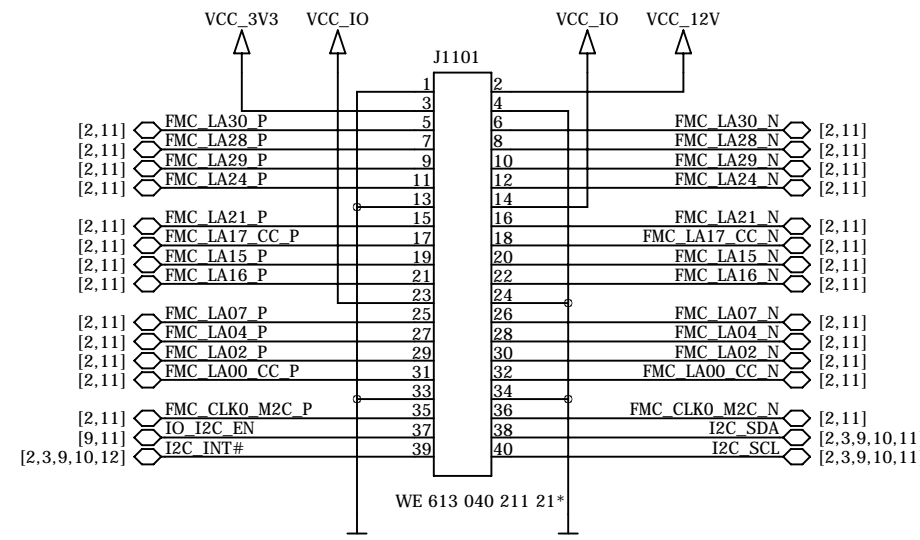 VCC_3V3 VCC_IO VCC_IO VCC_12V
J1101
1 2
3 4
[2,11] FMC_LA30_P 5 6 FMC_LA30_N [2,11]
[2,11] FMC_LA28_P 7 8 FMC_LA28_N [2,11]
[2,11] FMC_LA29_P 9 10 FMC_LA29_N [2,11]
[2,11] FMC_LA24_P 11 12 FMC_LA24_N [2,11]
13 14
[2,11] FMC_LA21_P 15 16 FMC_LA21_N [2,11]
[2,11] FMC_LA17_CC_P 17 18 FMC_LA17_CC_N [2,11]
[2,11] FMC_LA15_P 19 20 FMC_LA15_N [2,11]
[2,11] FMC_LA16_P 21 22 FMC_LA16_N [2,11]
23 24
[2,11] FMC_LA07_P 25 26 FMC_LA07_N [2,11]
[2,11] FMC_LA04_P 27 28 FMC_LA04_N [2,11]
[2,11] FMC_LA02_P 29 30 FMC_LA02_N [2,11]
[2,11] FMC_LA00_CC_P 31 32 FMC_LA00_CC_N [2,11]
33 34
[2,11] FMC_CLK0_M2C_P 35 36 FMC_CLK0_M2C_N [2,11]
[9,11] IO_I2C_EN 37 38 I2C_SDA [2,3,9,10,11
[2,3,9,10,12] I2C_INT# 39 40 I2C_SCL [2,3,9,10,11
WE 613 040 211 21*